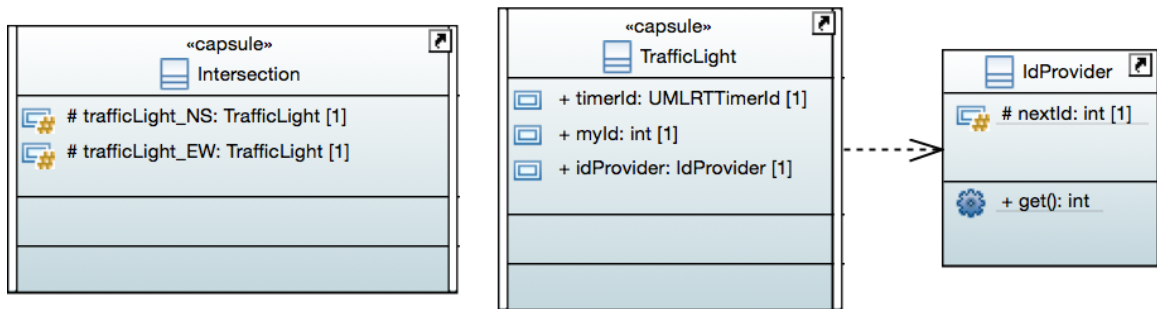 «capsule»
Intersection
# trafficLight_NS: TrafficLight [1]
# trafficLight_EW: TrafficLight [1]
«capsule»
TrafficLight
+ timerId: UMLRTTimerId [1]
+ myId: int [1]
+ idProvider: IdProvider [1]
IdProvider
# nextId: int [1]
+ get(): int